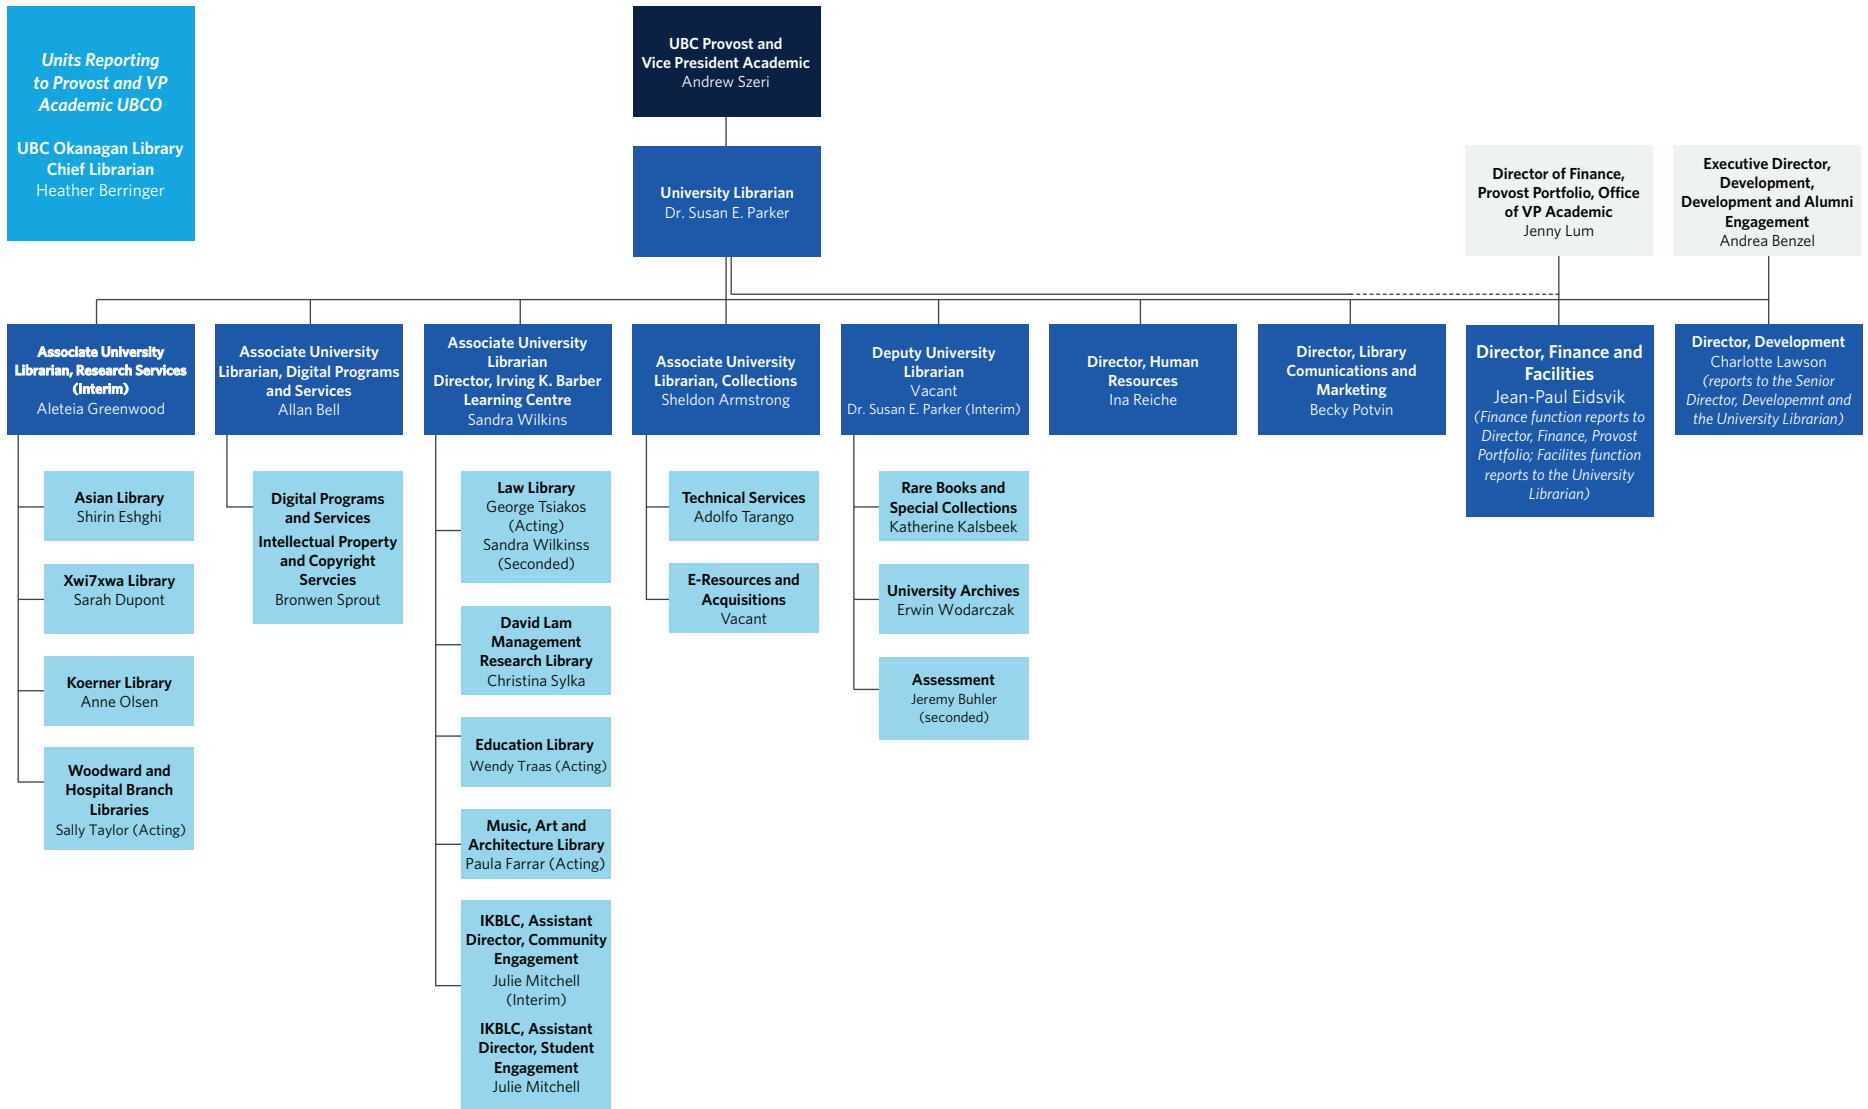 Units Reporting
to Provost and VP
Academic UBCO
UBC Okanagan Library
Chief Librarian
Heather Berringer
UBC Provost and
Vice President Academic
Andrew Szeri
University Librarian
Dr. Susan E. Parker
Director of Finance,
Provost Portfolio, Office
of VP Academic
Jenny Lum
Executive Director,
Development,
Development and Alumni
Engagement
Andrea Benzel
Associate University
Librarian, Research Services
(Interim)
Aleteia Greenwood
Associate University
Librarian, Digital Programs
and Services
Allan Bell
Associate University
Librarian
Director, Irving K. Barber
Learning Centre
Sandra Wilkins
Associate University
Librarian, Collections
Sheldon Armstrong
Deputy University
Librarian
Vacant
Dr. Susan E. Parker (Interim)
Director, Human
Resources
Ina Reiche
Director, Library
Comunications and
Marketing
Becky Potvin
Director, Finance and
Facilities
Jean-Paul Eidsvik
(Finance function reports to
Director, Finance, Provost
Portfolio; Facilites function
reports to the University
Librarian)
Director, Development
Charlotte Lawson
(reports to the Senior
Director, Developemnt and
the University Librarian)
Asian Library
Shirin Eshghi
Xwi7xwa Library
Sarah Dupont
Koerner Library
Anne Olsen
Woodward and
Hospital Branch
Libraries
Sally Taylor (Acting)
Digital Programs
and Services
Intellectual Property
and Copyright
Servcies
Bronwen Sprout
Law Library
George Tsiakos
(Acting)
Sandra Wilkinss
(Seconded)
David Lam
Management
Research Library
Christina Sylka
Education Library
Wendy Traas (Acting)
Music, Art and
Architecture Library
Paula Farrar (Acting)
IKBLC, Assistant
Director, Community
Engagement
Julie Mitchell
(Interim)
IKBLC, Assistant
Director, Student
Engagement
Julie Mitchell
Technical Services
Adolfo Tarango
E-Resources and
Acquisitions
Vacant
Rare Books and
Special Collections
Katherine Kalsbeek
University Archives
Erwin Wodarczak
Assessment
Jeremy Buhler
(seconded)